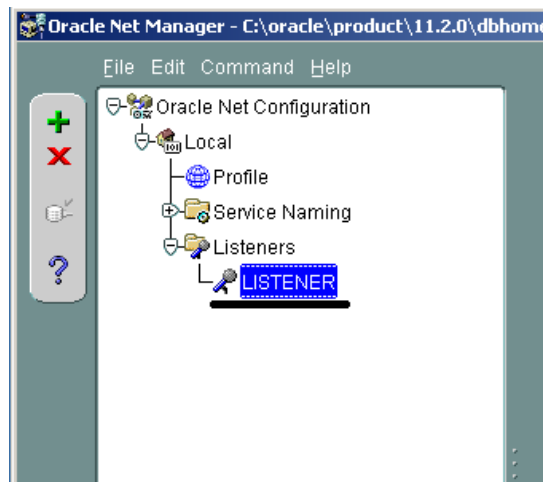 Oracle Net Manager - C:\oracle\product\11.2.0\dbhome
File Edit Command Help
Oracle Net Configuration
Local
Profile
Service Naming
Listeners
LISTENER